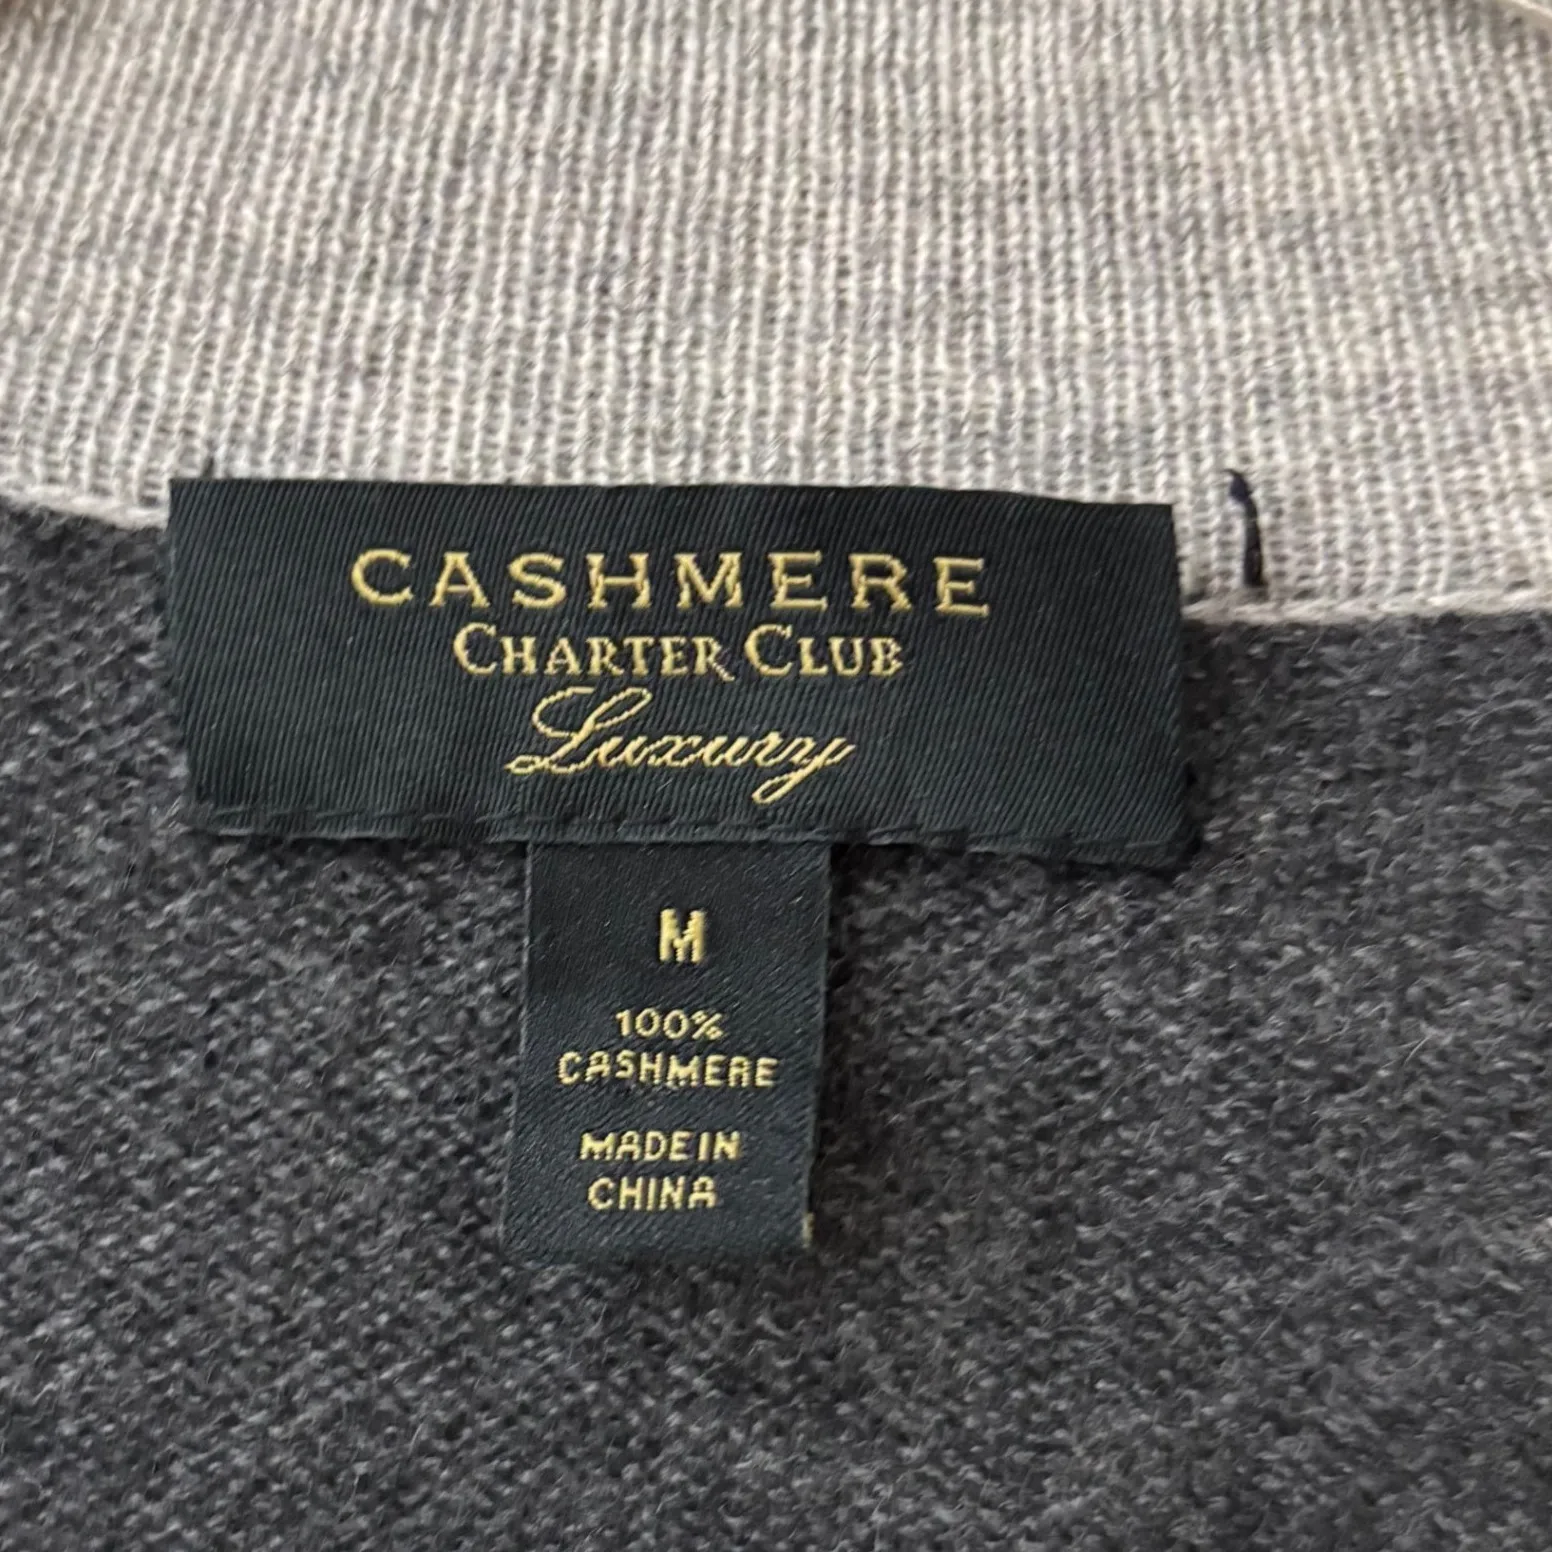 CASHMERE
CHARTER CLUB
Luxury
M
100%
CASHMERE
MADE IN
CHINA